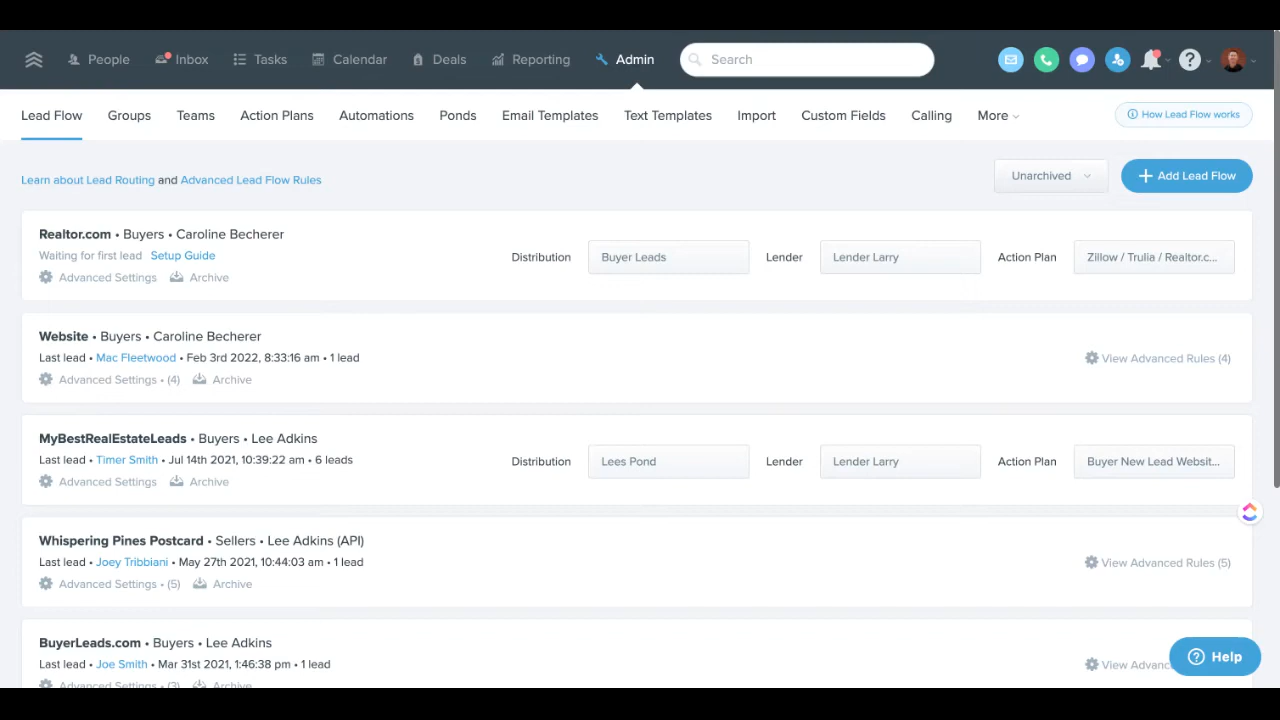 People Inbox Tasks Calendar Deals Reporting Admin Search
Lead Flow Groups Teams Action Plans Automations Ponds Email Templates Text Templates Import Custom Fields Calling More How Lead Flow works
Learn about Lead Routing and Advanced Lead Flow Rules Unarchived + Add Lead Flow
Realtor.com • Buyers • Caroline Becherer
Waiting for first lead Setup Guide
Distribution Buyer Leads Lender Lender Larry Action Plan Zillow / Trulia / Realtor.c...
Advanced Settings Archive
Website • Buyers • Caroline Becherer
Last lead • Mac Fleetwood • Feb 3rd 2022, 8:33:16 am • 1 lead View Advanced Rules (4)
Advanced Settings • (4) Archive
MyBestRealEstateLeads • Buyers • Lee Adkins
Last lead • Timer Smith • Jul 14th 2021, 10:39:22 am • 6 leads Distribution Lees Pond Lender Lender Larry Action Plan Buyer New Lead Websit...
Advanced Settings Archive
Whispering Pines Postcard • Sellers • Lee Adkins (API)
Last lead • Joey Tribbiani • May 27th 2021, 10:44:03 am • 1 lead View Advanced Rules (5)
Advanced Settings • (5) Archive
BuyerLeads.com • Buyers • Lee Adkins
Last lead • Joe Smith • Mar 31st 2021, 1:46:38 pm • 1 lead View Advanc Help
Advanced Settings • (3) Archive